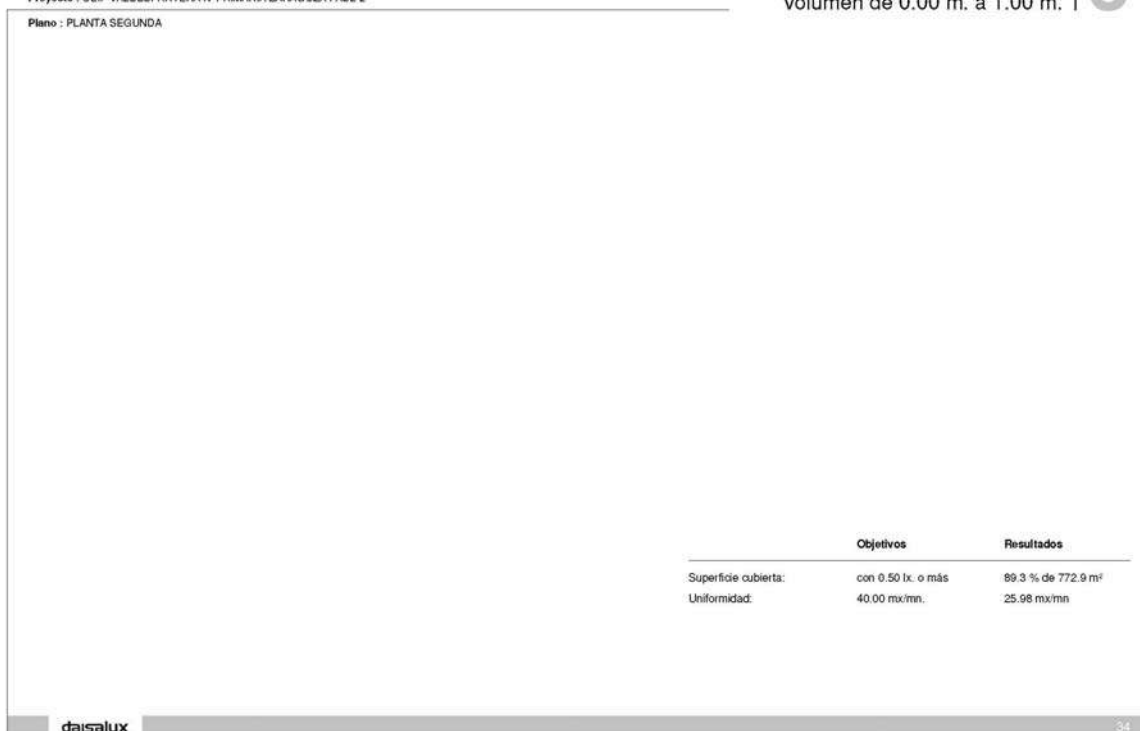 Volumen de 0.00 m. a 1.00 m.
Plano : PLANTA SEGUNDA
Objetivos Resultados
Superficie cubierta: con 0.50 lx. o más 89.3 % de 772.9 m²
Uniformidad: 40.00 mx/mn. 25.98 mx/mn
daisalux 34